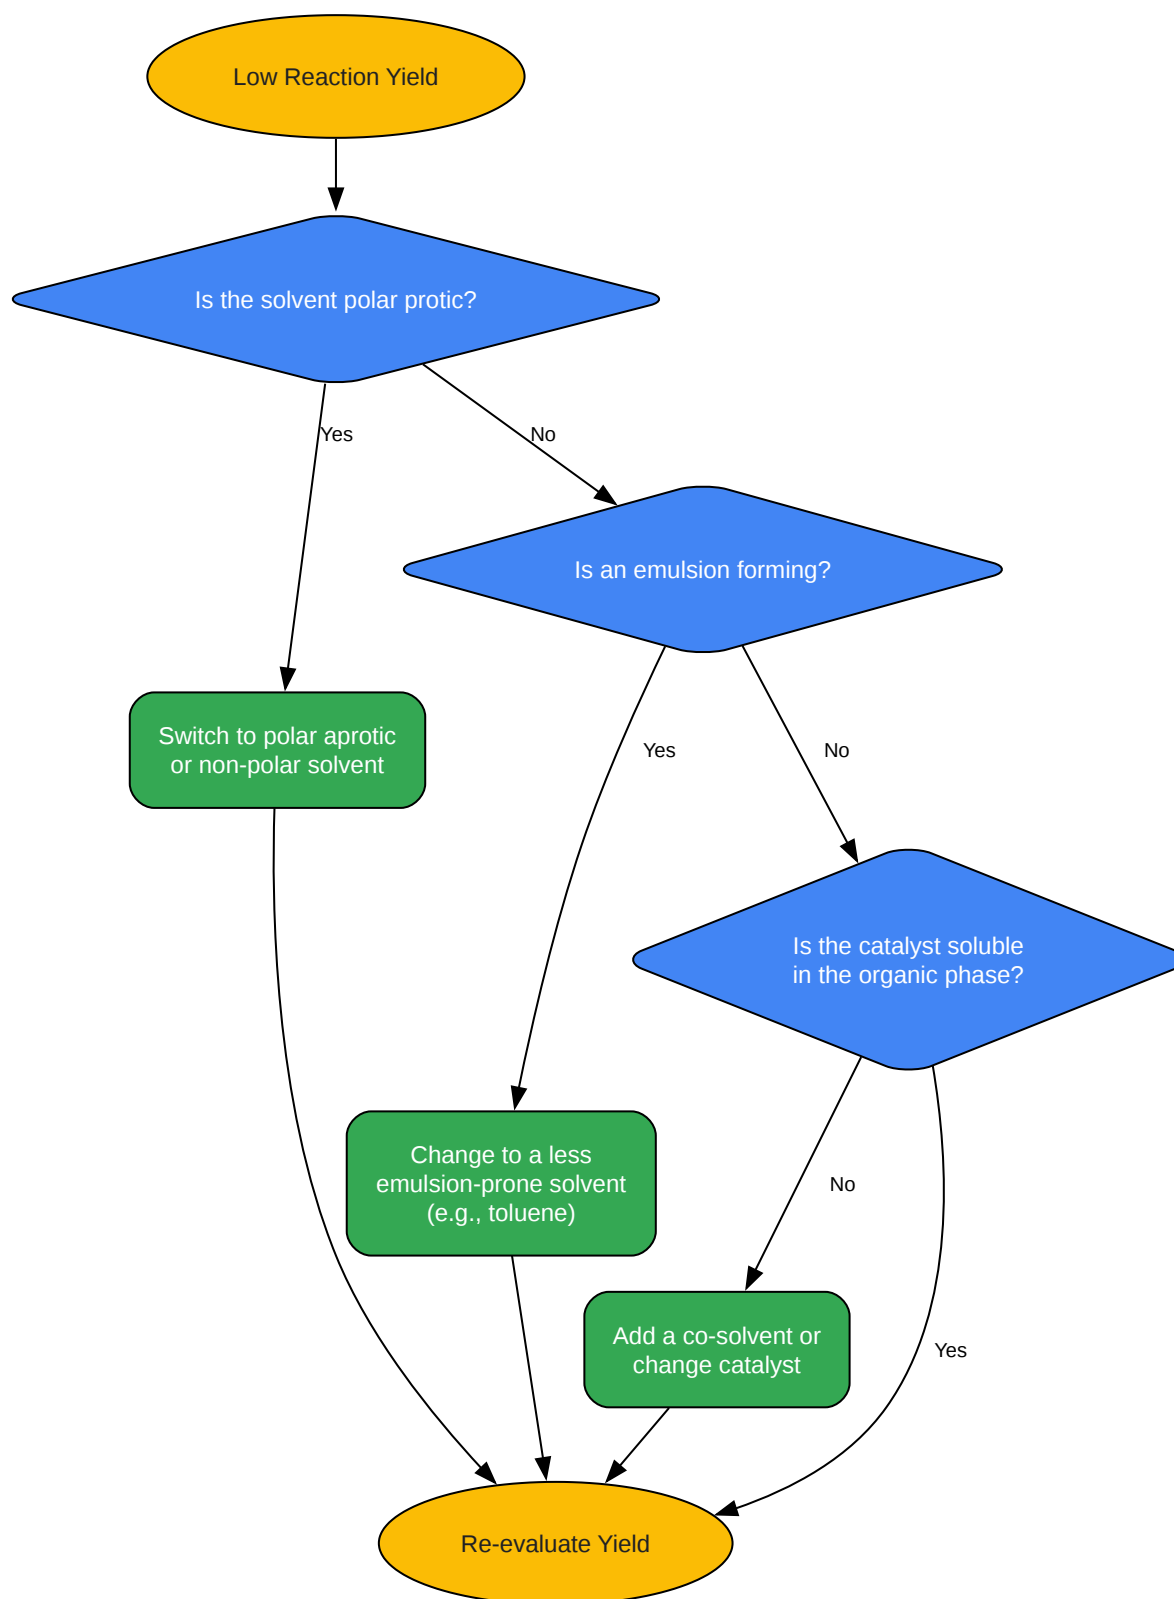 Low Reaction Yield
Is the solvent polar protic?
Yes
No
Is an emulsion forming?
Switch to polar aprotic
or non-polar solvent
Yes
No
Is the catalyst soluble
in the organic phase?
Change to a less
emulsion-prone solvent
(e.g., toluene)
No
Add a co-solvent or
change catalyst
Yes
Re-evaluate Yield